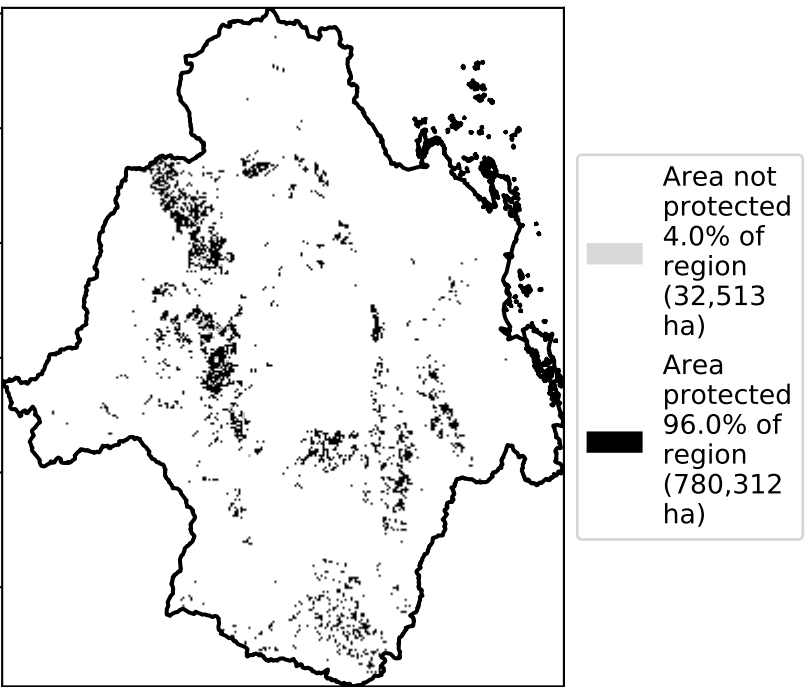 Area not
protected
4.0% of
region
(32,513
ha)
Area
protected
96.0% of
region
(780,312
ha)